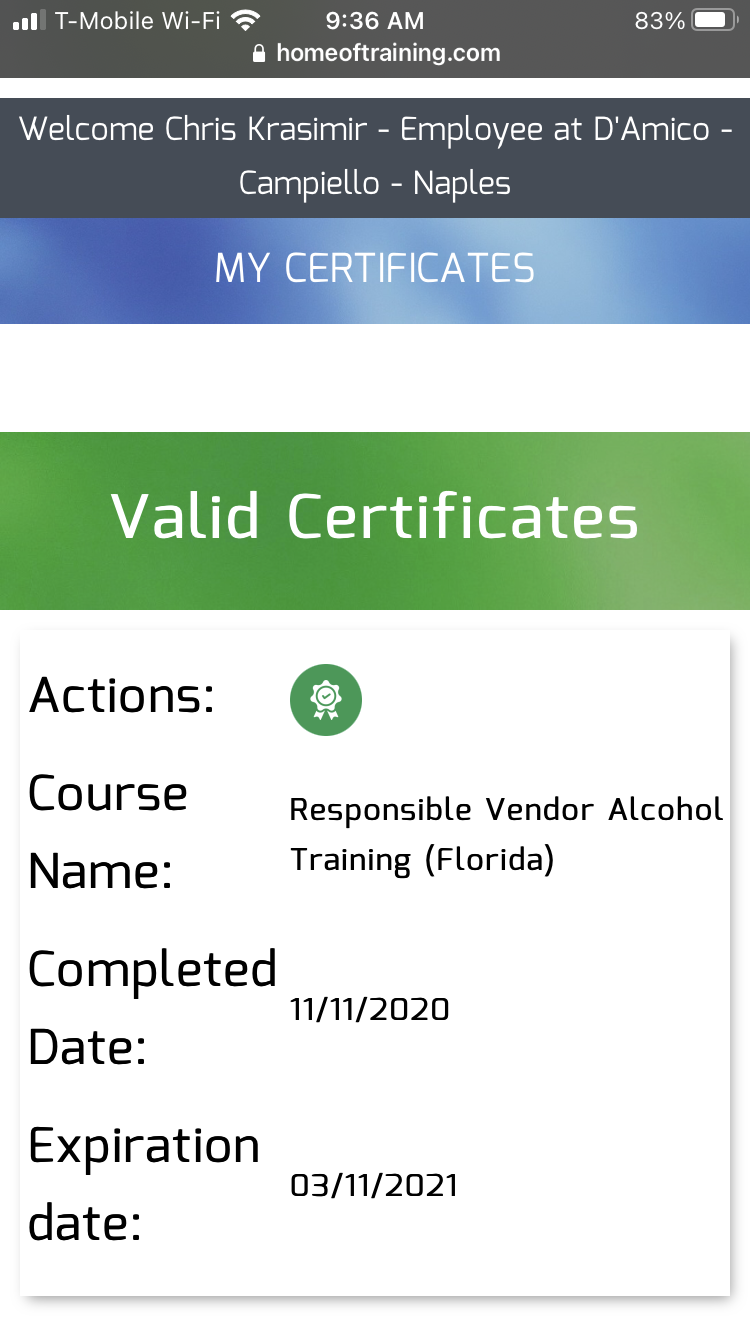 T-Mobile Wi-Fi 9:36 AM 83%
homeoftraining.com
Welcome Chris Krasimir - Employee at D'Amico -
Campiello - Naples
MY CERTIFICATES
Valid Certificates
Actions:
Course
Name:
Responsible Vendor Alcohol
Training (Florida)
Completed
Date:
11/11/2020
Expiration
date:
03/11/2021